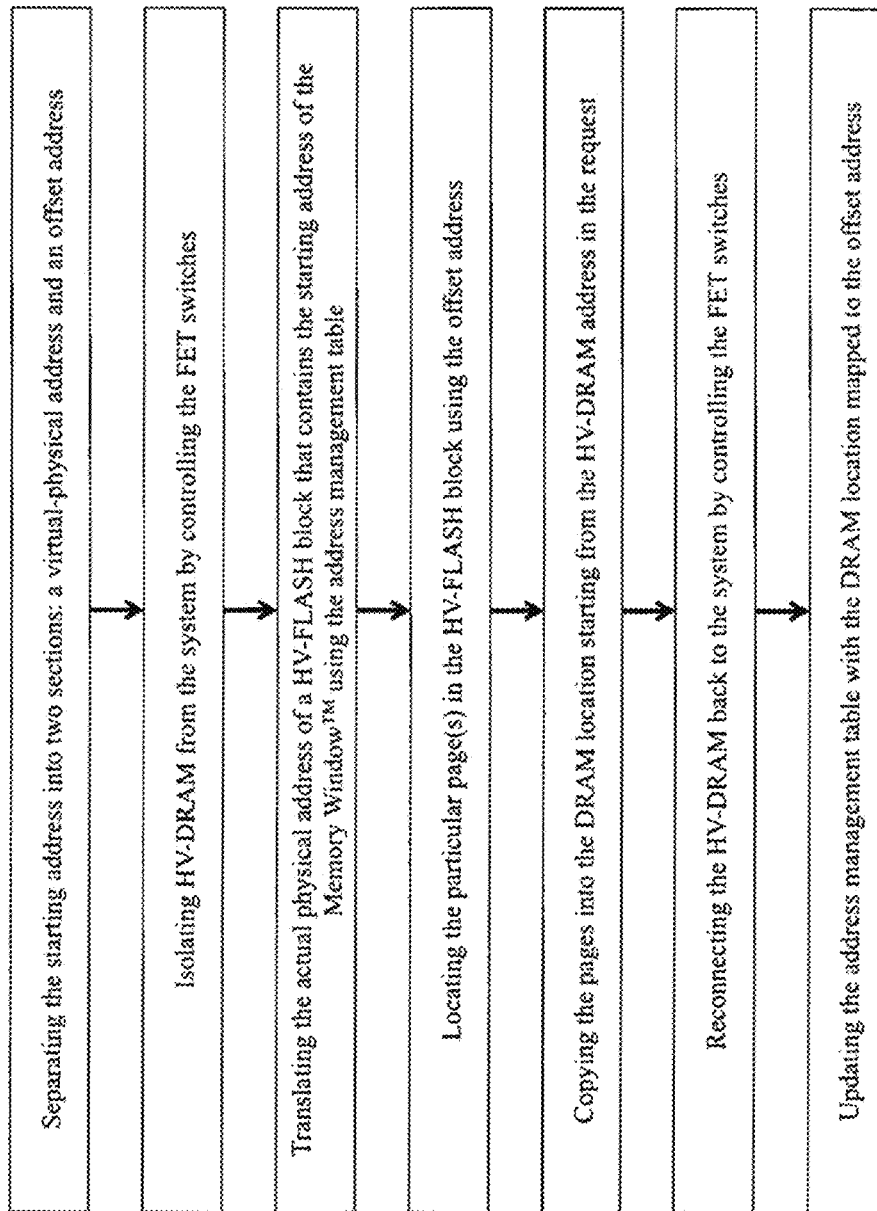 Separating the starting address into two sections: a virtual-physical address and an offset address
Isolating HV-DRAM from the system by controlling the FET switches
Translating the actual physical address of a HV-FLASH block that contains the starting address of the
Memory Window™ using the address management table
Locating the particular page(s) in the HV-FLASH block using the offset address
Copying the pages into the DRAM location starting from the HV-DRAM address in the request
Reconnecting the HV-DRAM back to the system by controlling the FET switches
Updating the address management table with the DRAM location mapped to the offset address